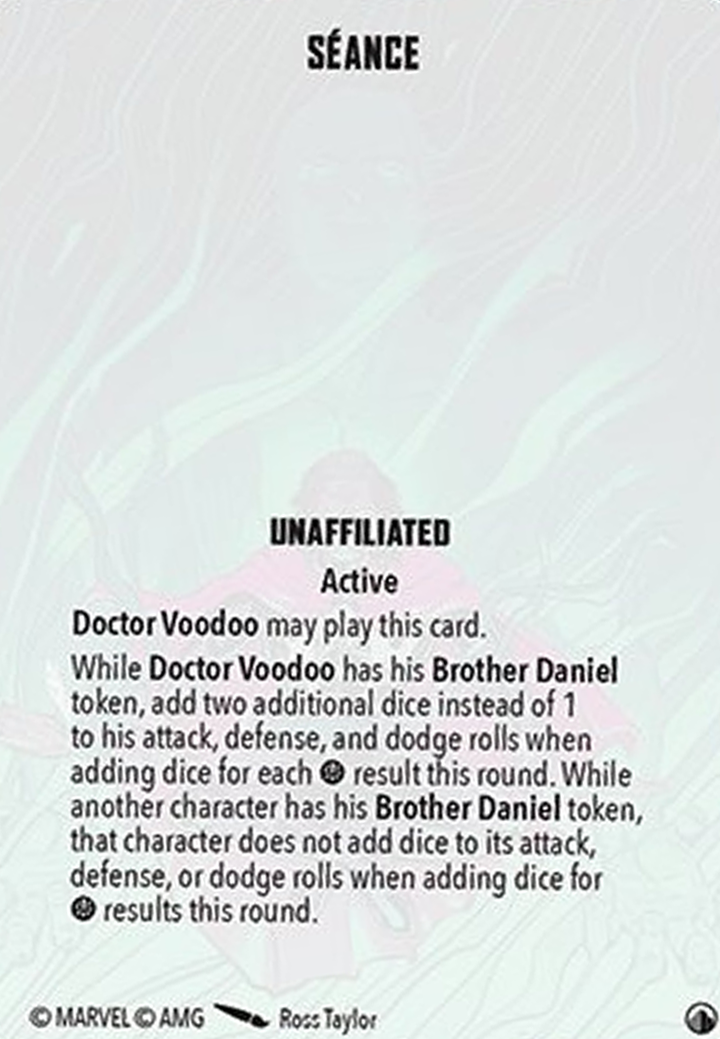 SÉANCE
UNAFFILIATED
Active
Doctor Voodoo may play this card.
While Doctor Voodoo has his Brother Daniel
token, add two additional dice instead of 1
to his attack, defense, and dodge rolls when
adding dice for each result this round. While
another character has his Brother Daniel token,
that character does not add dice to its attack,
defense, or dodge rolls when adding dice for
results this round.
© MARVEL © AMG Ross Taylor